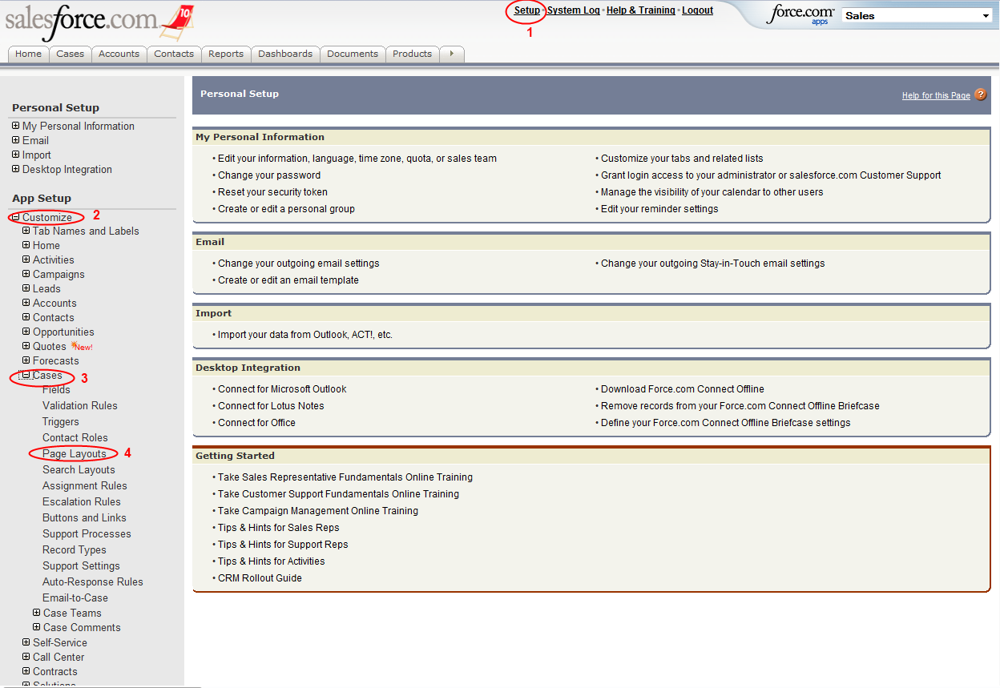 salesforce.com 10
Setup · System Log · Help & Training · Logout
1
force.com apps
Sales
Home Cases Accounts Contacts Reports Dashboards Documents Products
Personal Setup
My Personal Information
Email
Import
Desktop Integration
App Setup
Customize 2
Tab Names and Labels
Home
Activities
Campaigns
Leads
Accounts
Contacts
Opportunities
Quotes New!
Forecasts
Cases 3
Fields
Validation Rules
Triggers
Contact Roles
Page Layouts 4
Search Layouts
Assignment Rules
Escalation Rules
Buttons and Links
Support Processes
Record Types
Support Settings
Auto-Response Rules
Email-to-Case
Case Teams
Case Comments
Self-Service
Call Center
Contracts
Solutions
Personal Setup
Help for this Page ?
My Personal Information
• Edit your information, language, time zone, quota, or sales team
• Change your password
• Reset your security token
• Create or edit a personal group
• Customize your tabs and related lists
• Grant login access to your administrator or salesforce.com Customer Support
• Manage the visibility of your calendar to other users
• Edit your reminder settings
Email
• Change your outgoing email settings
• Create or edit an email template
• Change your outgoing Stay-in-Touch email settings
Import
• Import your data from Outlook, ACT!, etc.
Desktop Integration
• Connect for Microsoft Outlook
• Connect for Lotus Notes
• Connect for Office
• Download Force.com Connect Offline
• Remove records from your Force.com Connect Offline Briefcase
• Define your Force.com Connect Offline Briefcase settings
Getting Started
• Take Sales Representative Fundamentals Online Training
• Take Customer Support Fundamentals Online Training
• Take Campaign Management Online Training
• Tips & Hints for Sales Reps
• Tips & Hints for Support Reps
• Tips & Hints for Activities
• CRM Rollout Guide